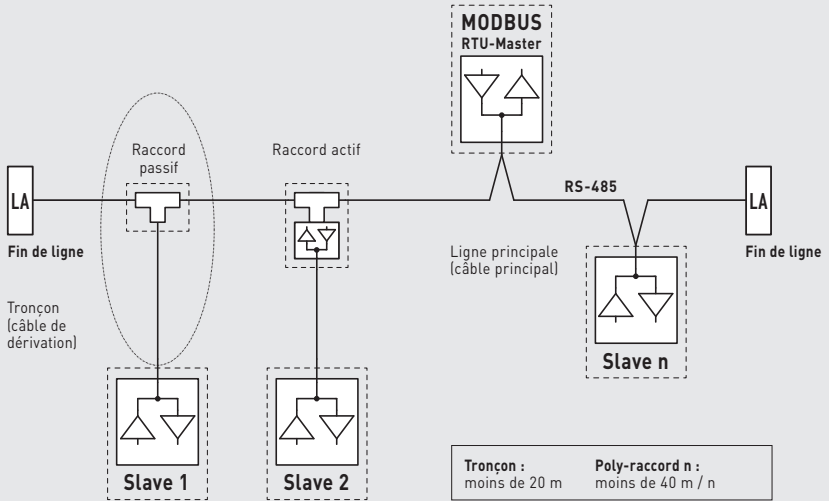 MODBUS
RTU-Master
Raccord
passif
Raccord actif
RS-485
LA
LA
Fin de ligne
Ligne principale
(câble principal)
Fin de ligne
Tronçon
(câble de
dérivation)
Slave n
Slave 1
Slave 2
Tronçon :
moins de 20 m
Poly-raccord n :
moins de 40 m / n